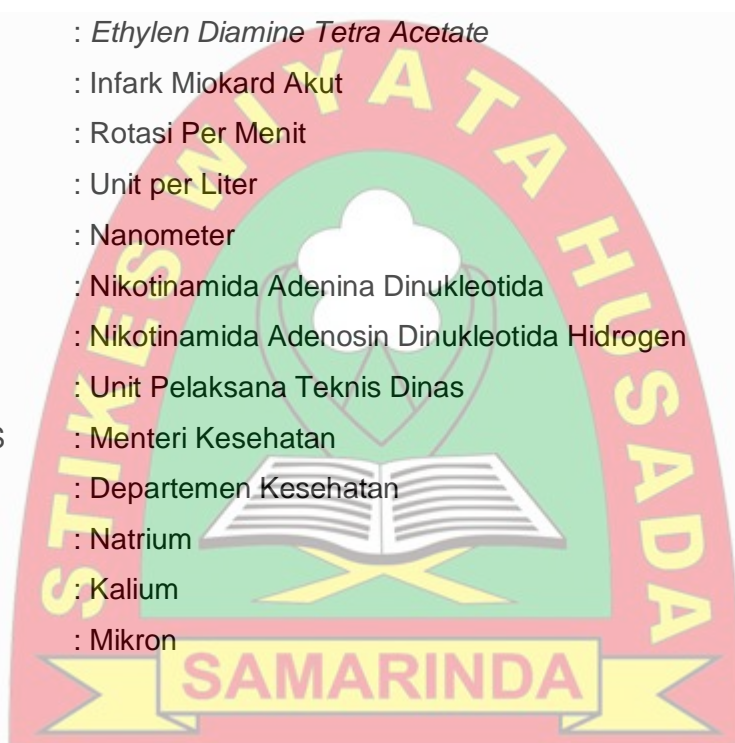 : Ethylen Diamine Tetra Acetate
: Infark Miokard Akut
: Rotasi Per Menit
: Unit per Liter
: Nanometer
: Nikotinamida Adenina Dinukleotida
: Nikotinamida Adenosin Dinukleotida Hidrogen
: Unit Pelaksana Teknis Dinas
S : Menteri Kesehatan
: Departemen Kesehatan
: Natrium
: Kalium
: Mikron
STIKES WIYATA HUSADA
SAMARINDA